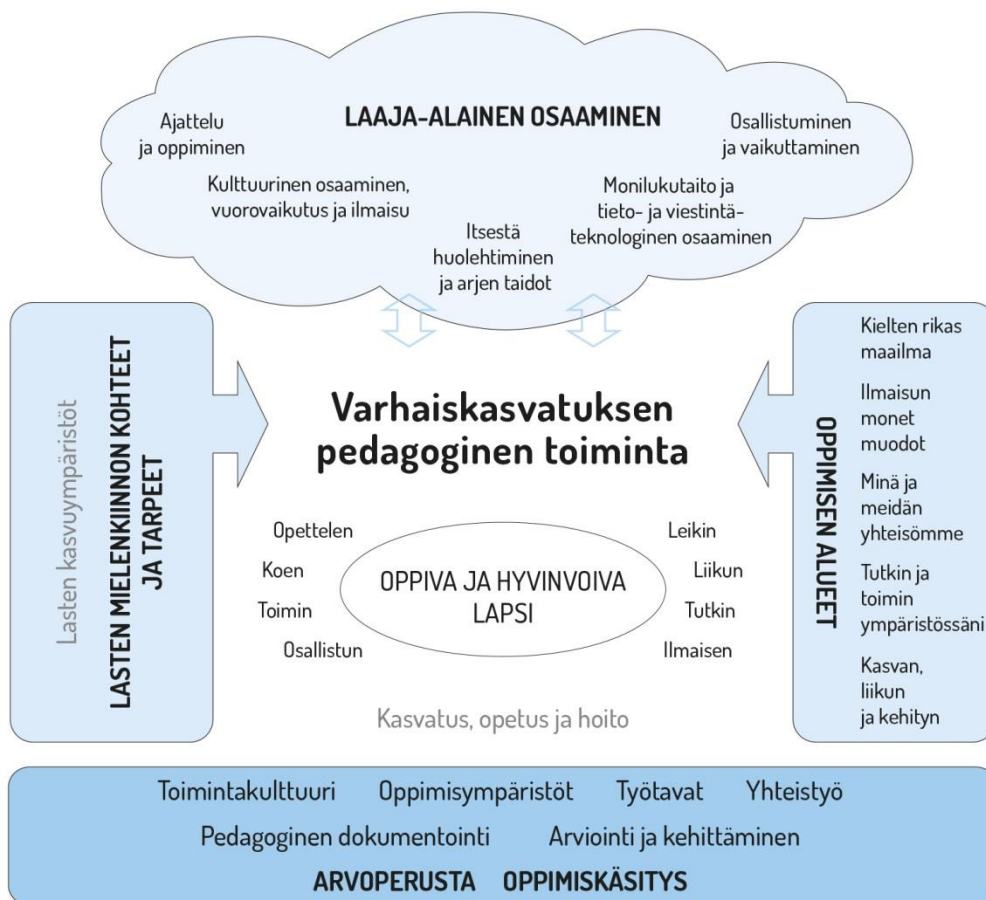 LAAJA-ALAINEN OSAAMINEN
Ajattelu
ja oppiminen
Osallistuminen
ja vaikuttaminen
Kulttuurinen osaaminen,
vuorovaikutus ja ilmaisu
Monilukutaito ja
tieto- ja viestintä-
teknologinen osaaminen
Itsestä
huolehtiminen
ja arjen taidot
Lasten kasvuympäristöt
LASTEN MIELENKIINNON KOHTEET
JA TARPEET
Varhaiskasvatuksen
pedagoginen toiminta
Opettelen
Koen
Toimin
Osallistun
OPPIVA JA HYVINVOIVA
LAPSI
Leikin
Liikun
Tutkin
Ilmaisen
Kasvatus, opetus ja hoito
OPPIMISEN ALUEET
Kielten rikas
maailma
Ilmaisun
monet
muodot
Minä ja
meidän
yhteisömme
Tutkin ja
toimin
ympäristössäni
Kasvan,
liikun
ja kehityn
Toimintakulttuuri Oppimisympäristöt Työtavat Yhteistyö
Pedagoginen dokumentointi Arviointi ja kehittäminen
ARVOPERUSTA OPPIMISKÄSITYS